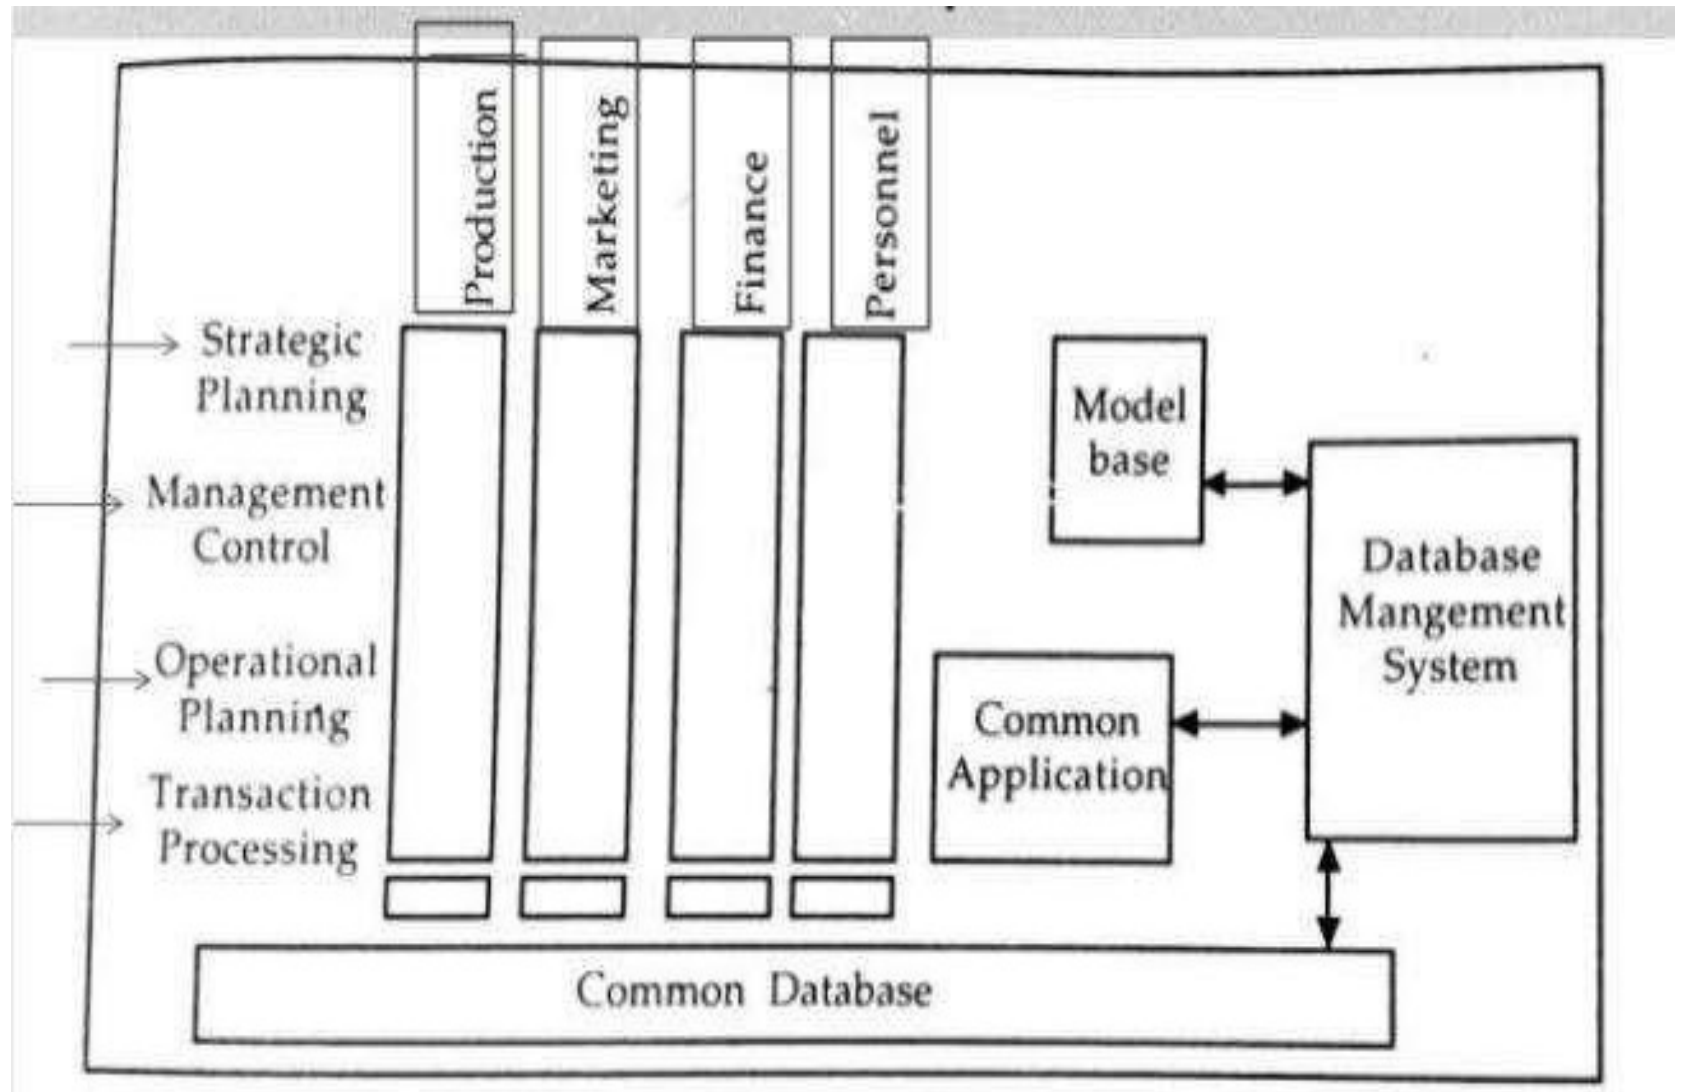 Production
Marketing
Finance
Personnel
Strategic
Planning
Management
Control
Operational
Planning
Transaction
Processing
Model
base
Common
Application
Database
Mangement
System
Common Database